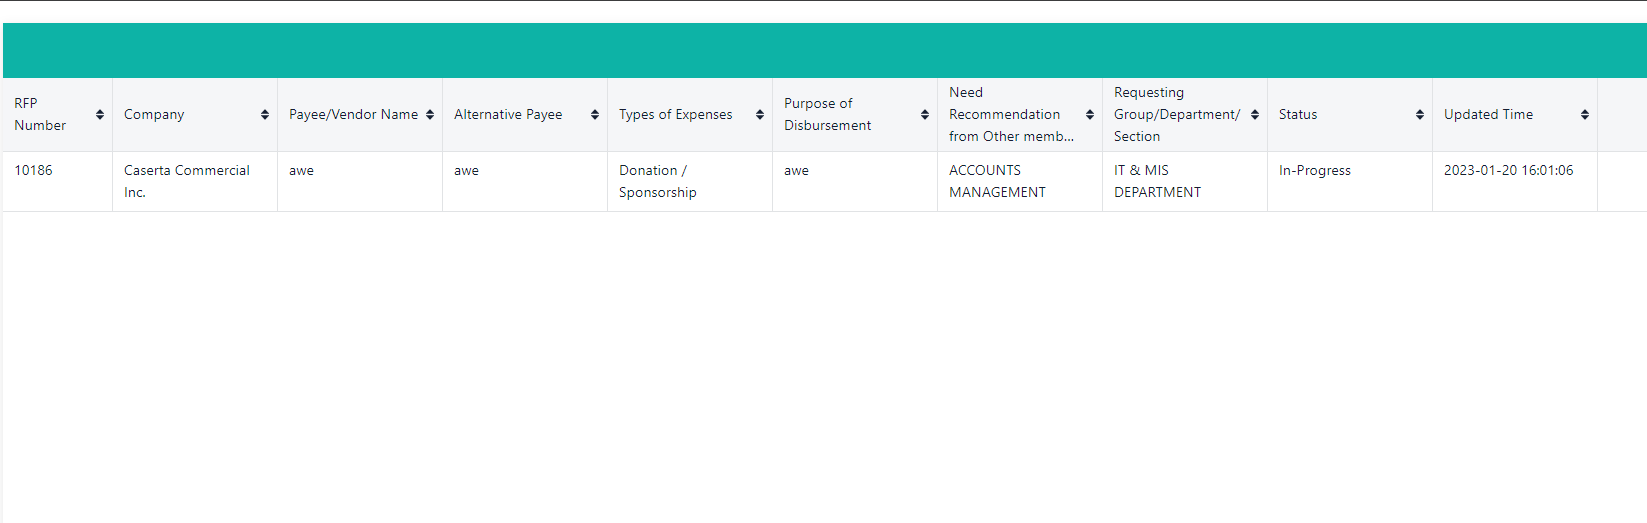 RFP
Number
Company
Payee/Vendor Name
Alternative Payee
Types of Expenses
Purpose of
Disbursement
Need
Recommendation
from Other memb...
Requesting
Group/Department/
Section
Status
Updated Time
10186
Caserta Commercial
Inc.
awe
awe
Donation /
Sponsorship
awe
ACCOUNTS
MANAGEMENT
IT & MIS
DEPARTMENT
In-Progress
2023-01-20 16:01:06